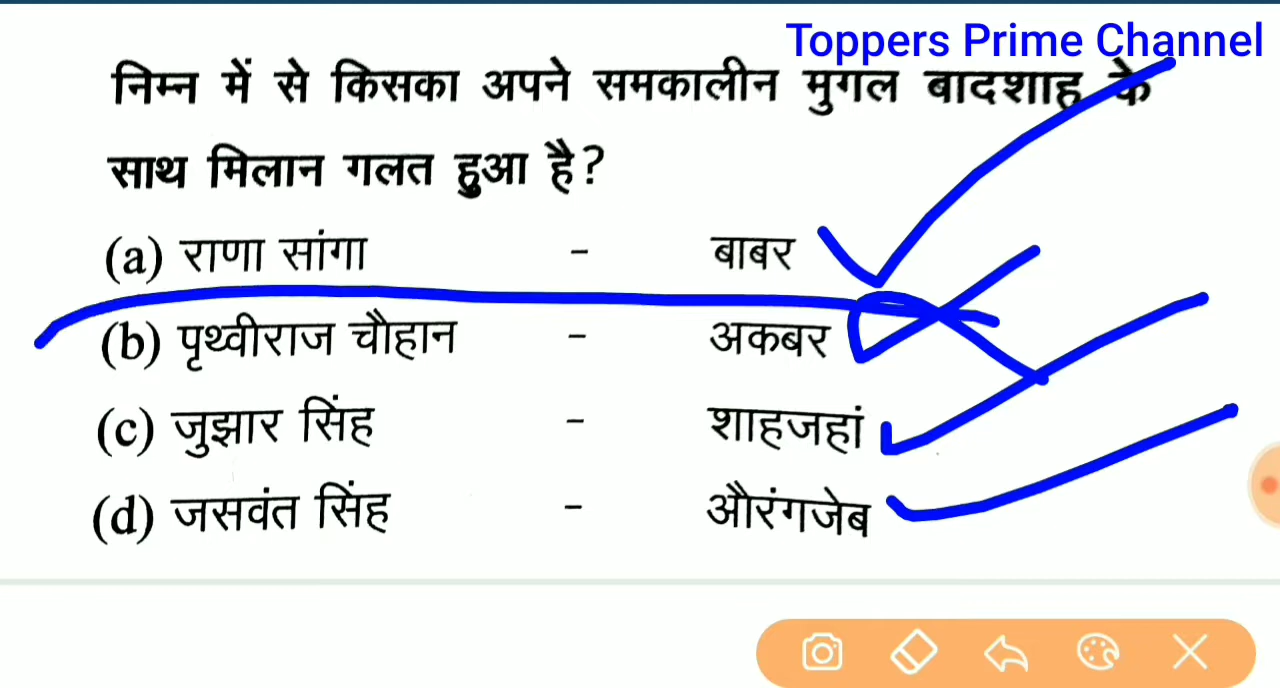 Toppers Prime Channel
निम्न में से किसका अपने समकालीन मुगल बादशाह के
साथ मिलान गलत हुआ है?
(a) राणा सांगा - बाबर
(b) पृथ्वीराज चौहान - अकबर
(c) जुझार सिंह - शाहजहां
(d) जसवंत सिंह - औरंगजेब